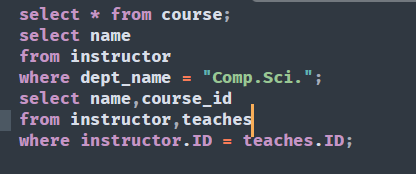 select * from course;
select name
from instructor
where dept_name = "Comp.Sci.";
select name,course_id
from instructor,teaches
where instructor.ID = teaches.ID;